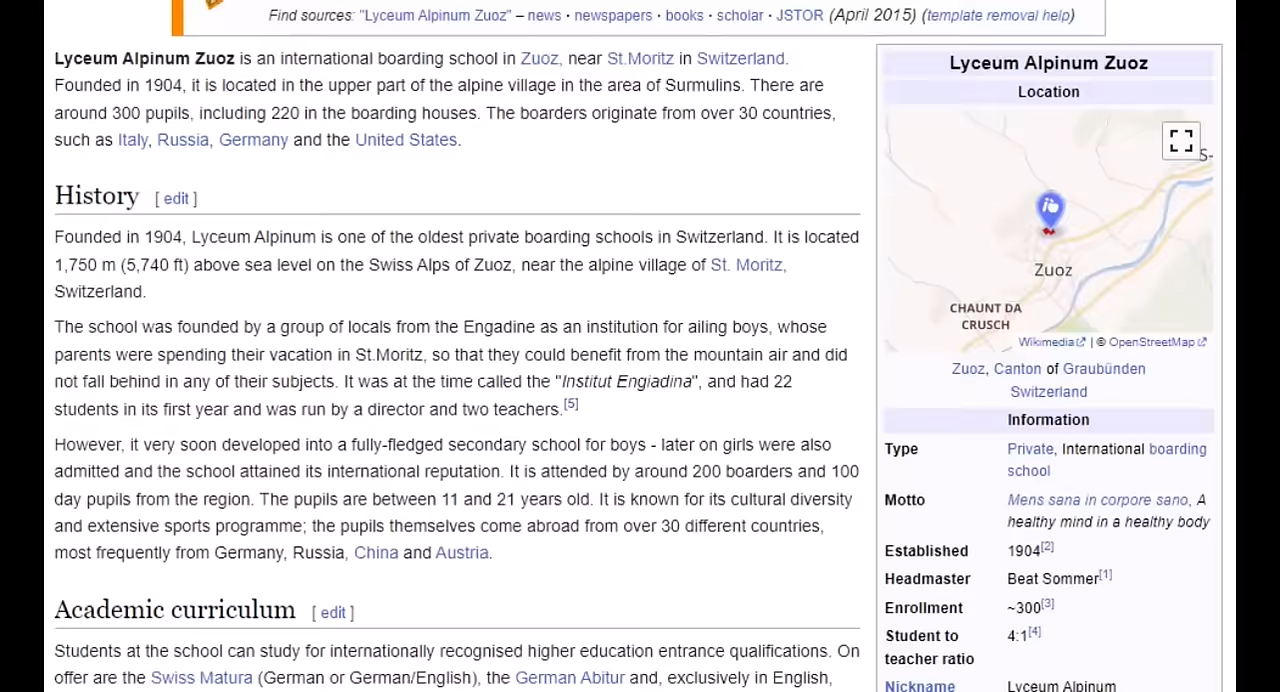 Find sources: "Lyceum Alpinum Zuoz" – news · newspapers · books · scholar · JSTOR (April 2015) (template removal help)
Lyceum Alpinum Zuoz is an international boarding school in Zuoz, near St.Moritz in Switzerland.
Founded in 1904, it is located in the upper part of the alpine village in the area of Surmulins. There are
around 300 pupils, including 220 in the boarding houses. The boarders originate from over 30 countries,
such as Italy, Russia, Germany and the United States.
History [ edit ]
Founded in 1904, Lyceum Alpinum is one of the oldest private boarding schools in Switzerland. It is located
1,750 m (5,740 ft) above sea level on the Swiss Alps of Zuoz, near the alpine village of St. Moritz,
Switzerland.
The school was founded by a group of locals from the Engadine as an institution for ailing boys, whose
parents were spending their vacation in St.Moritz, so that they could benefit from the mountain air and did
not fall behind in any of their subjects. It was at the time called the "Institut Engiadina", and had 22
students in its first year and was run by a director and two teachers.[5]
However, it very soon developed into a fully-fledged secondary school for boys - later on girls were also
admitted and the school attained its international reputation. It is attended by around 200 boarders and 100
day pupils from the region. The pupils are between 11 and 21 years old. It is known for its cultural diversity
and extensive sports programme; the pupils themselves come abroad from over 30 different countries,
most frequently from Germany, Russia, China and Austria.
Academic curriculum [ edit ]
Students at the school can study for internationally recognised higher education entrance qualifications. On
offer are the Swiss Matura (German or German/English), the German Abitur and, exclusively in English,
Lyceum Alpinum Zuoz
Location
S-
Zuoz
CHAUNT DA
CRUSCH
Wikimedia | © OpenStreetMap
Zuoz, Canton of Graubünden
Switzerland
Information
Type Private, International boarding
school
Motto Mens sana in corpore sano, A
healthy mind in a healthy body
Established 1904[2]
Headmaster Beat Sommer[1]
Enrollment ~300[3]
Student to 4:1[4]
teacher ratio
Nickname Lyceum Alpinum